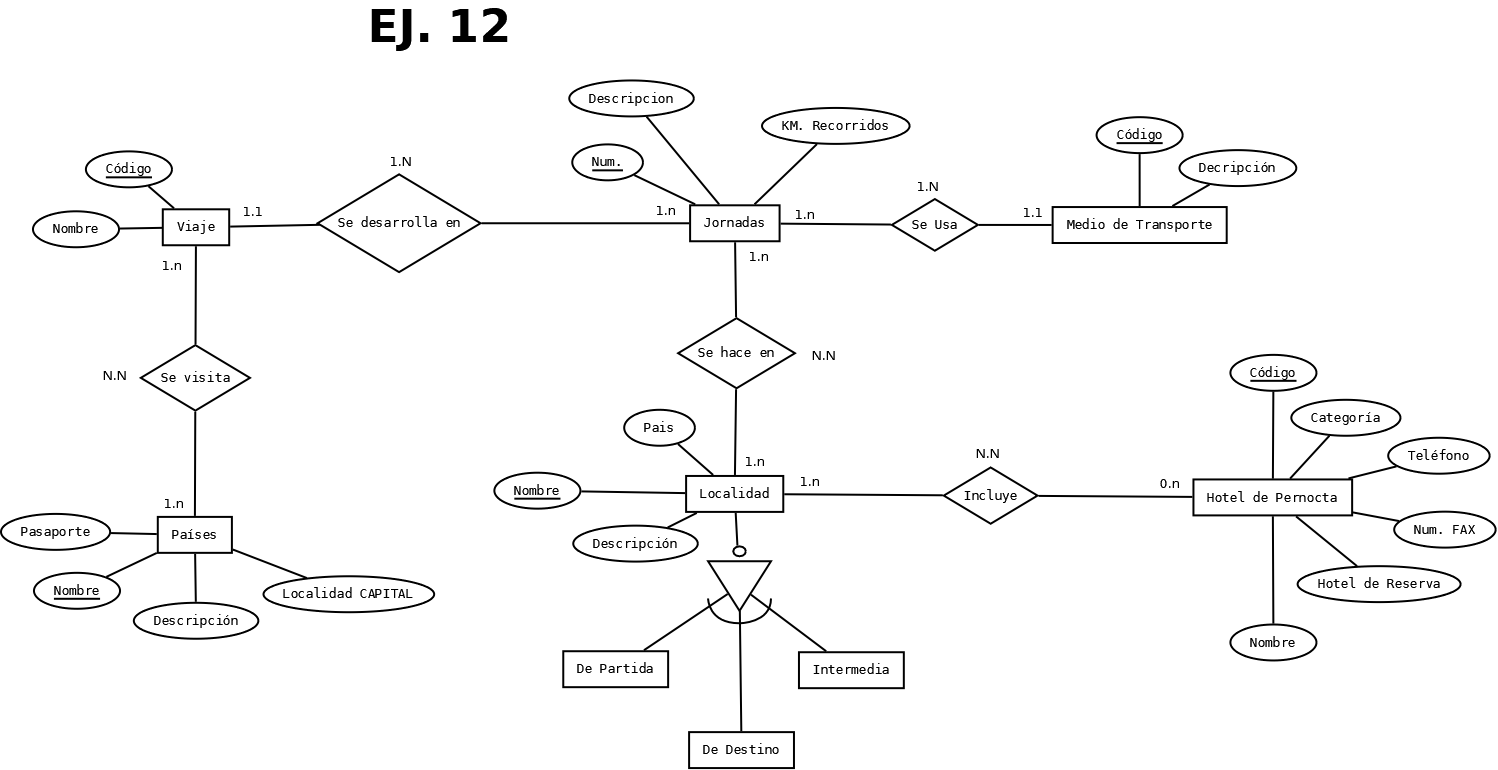 EJ. 12
Descripcion
KM. Recorridos
Código
Num.
Decripción
Código
1.N
1.N
Nombre
Viaje
1.1
Se desarrolla en
1.n
Jornadas
1.n
Se Usa
1.1
Medio de Transporte
1.n
1.n
N.N
Se visita
Se hace en
N.N
Código
Categoría
Pais
Teléfono
N.N
1.n
1.n
0.n
Nombre
Localidad
Incluye
Hotel de Pernocta
1.n
Pasaporte
Países
Descripción
Num. FAX
Nombre
Localidad CAPITAL
Hotel de Reserva
Descripción
Nombre
De Partida
Intermedia
De Destino